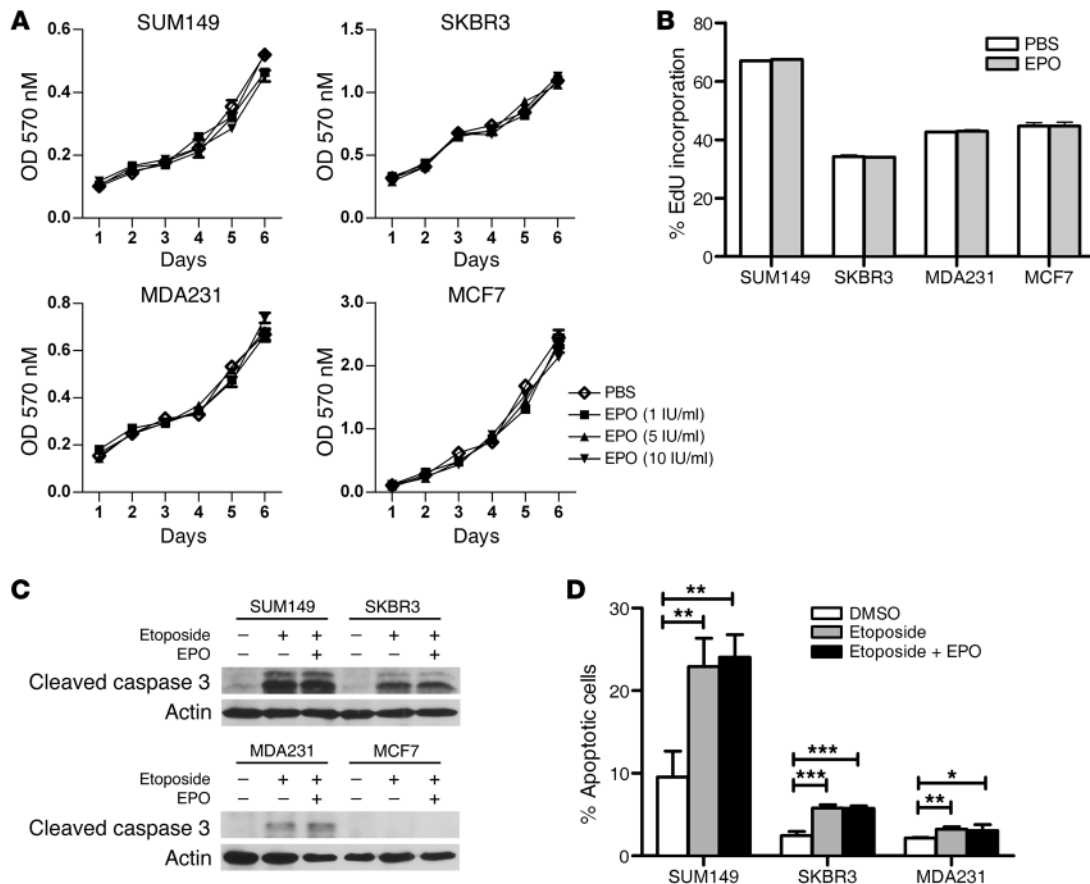 A
SUM149
OD 570 nM
0.6
0.4
0.2
0.0
1 2 3 4 5 6
Days
SKBR3
OD 570 nM
1.5
1.0
0.5
0.0
1 2 3 4 5 6
Days
MDA231
OD 570 nM
0.8
0.6
0.4
0.2
0.0
1 2 3 4 5 6
Days
MCF7
OD 570 nM
3.0
2.0
1.0
0.0
1 2 3 4 5 6
Days
PBS
EPO (1 IU/ml)
EPO (5 IU/ml)
EPO (10 IU/ml)
B
% EdU incorporation
80
60
40
20
0
PBS
EPO
SUM149 SKBR3 MDA231 MCF7
C
SUM149 SKBR3
Etoposide – + + – + +
EPO – – + – – +
Cleaved caspase 3
Actin
MDA231 MCF7
Etoposide – + + – + +
EPO – – + – – +
Cleaved caspase 3
Actin
D
% Apoptotic cells
30
20
10
0
DMSO
Etoposide
Etoposide + EPO
**
**
***
***
*
**
SUM149 SKBR3 MDA231